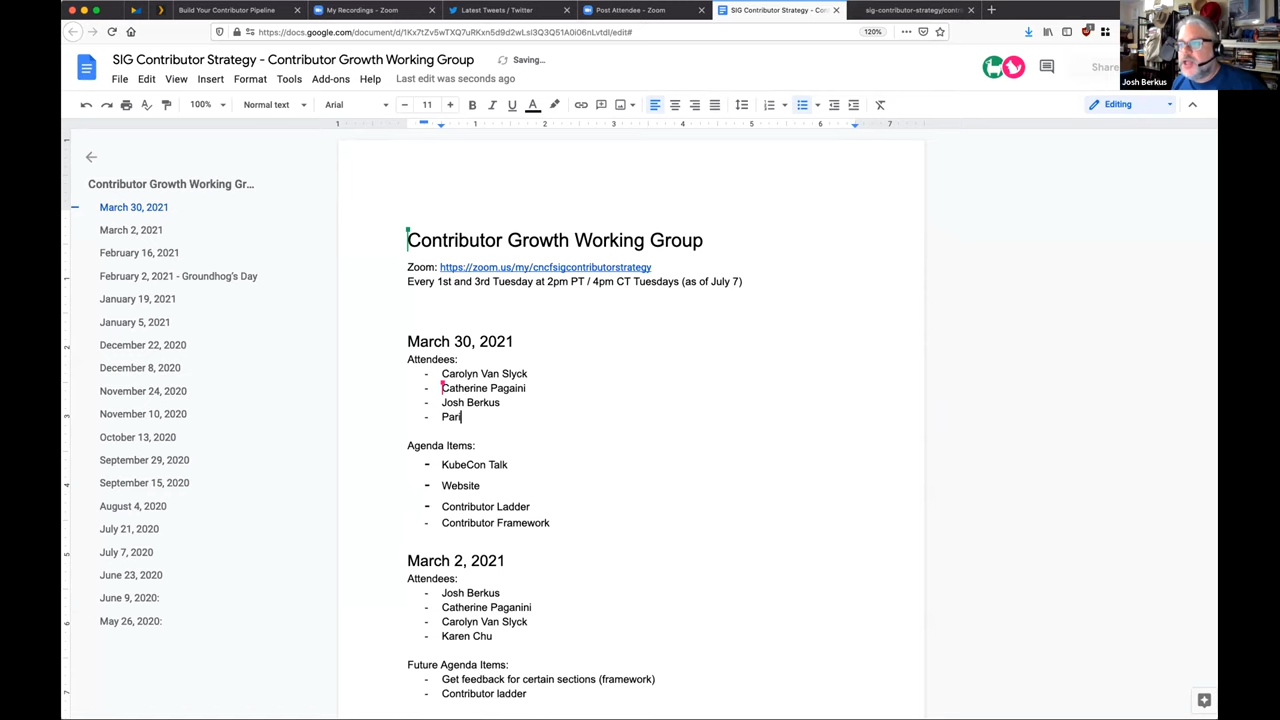 Build Your Contributor Pipeline
My Recordings - Zoom
Latest Tweets / Twitter
Post Attendee - Zoom
SIG Contributor Strategy - Con
sig-contributor-strategy/contri
https://docs.google.com/document/d/1Kx7tZv5wTXQ7uRKxn5d9d2wLsI3Q3Q51A0i06nLvtdI/edit#
120%
Josh Berkus
SIG Contributor Strategy - Contributor Growth Working Group
Saving...
File Edit View Insert Format Tools Add-ons Help Last edit was seconds ago
Share
100% Normal text Arial 11 Editing
1 1 2 3 4 5 6 7
Contributor Growth Working Gr...
March 30, 2021
March 2, 2021
February 16, 2021
February 2, 2021 - Groundhog's Day
January 19, 2021
January 5, 2021
December 22, 2020
December 8, 2020
November 24, 2020
November 10, 2020
October 13, 2020
September 29, 2020
September 15, 2020
August 4, 2020
July 21, 2020
July 7, 2020
June 23, 2020
June 9, 2020:
May 26, 2020:
Contributor Growth Working Group
Zoom: https://zoom.us/my/cncfsigcontributorstrategy
Every 1st and 3rd Tuesday at 2pm PT / 4pm CT Tuesdays (as of July 7)
March 30, 2021
Attendees:
- Carolyn Van Slyck
- Catherine Pagaini
- Josh Berkus
- Pari
Agenda Items:
- KubeCon Talk
- Website
- Contributor Ladder
- Contributor Framework
March 2, 2021
Attendees:
- Josh Berkus
- Catherine Paganini
- Carolyn Van Slyck
- Karen Chu
Future Agenda Items:
- Get feedback for certain sections (framework)
- Contributor ladder